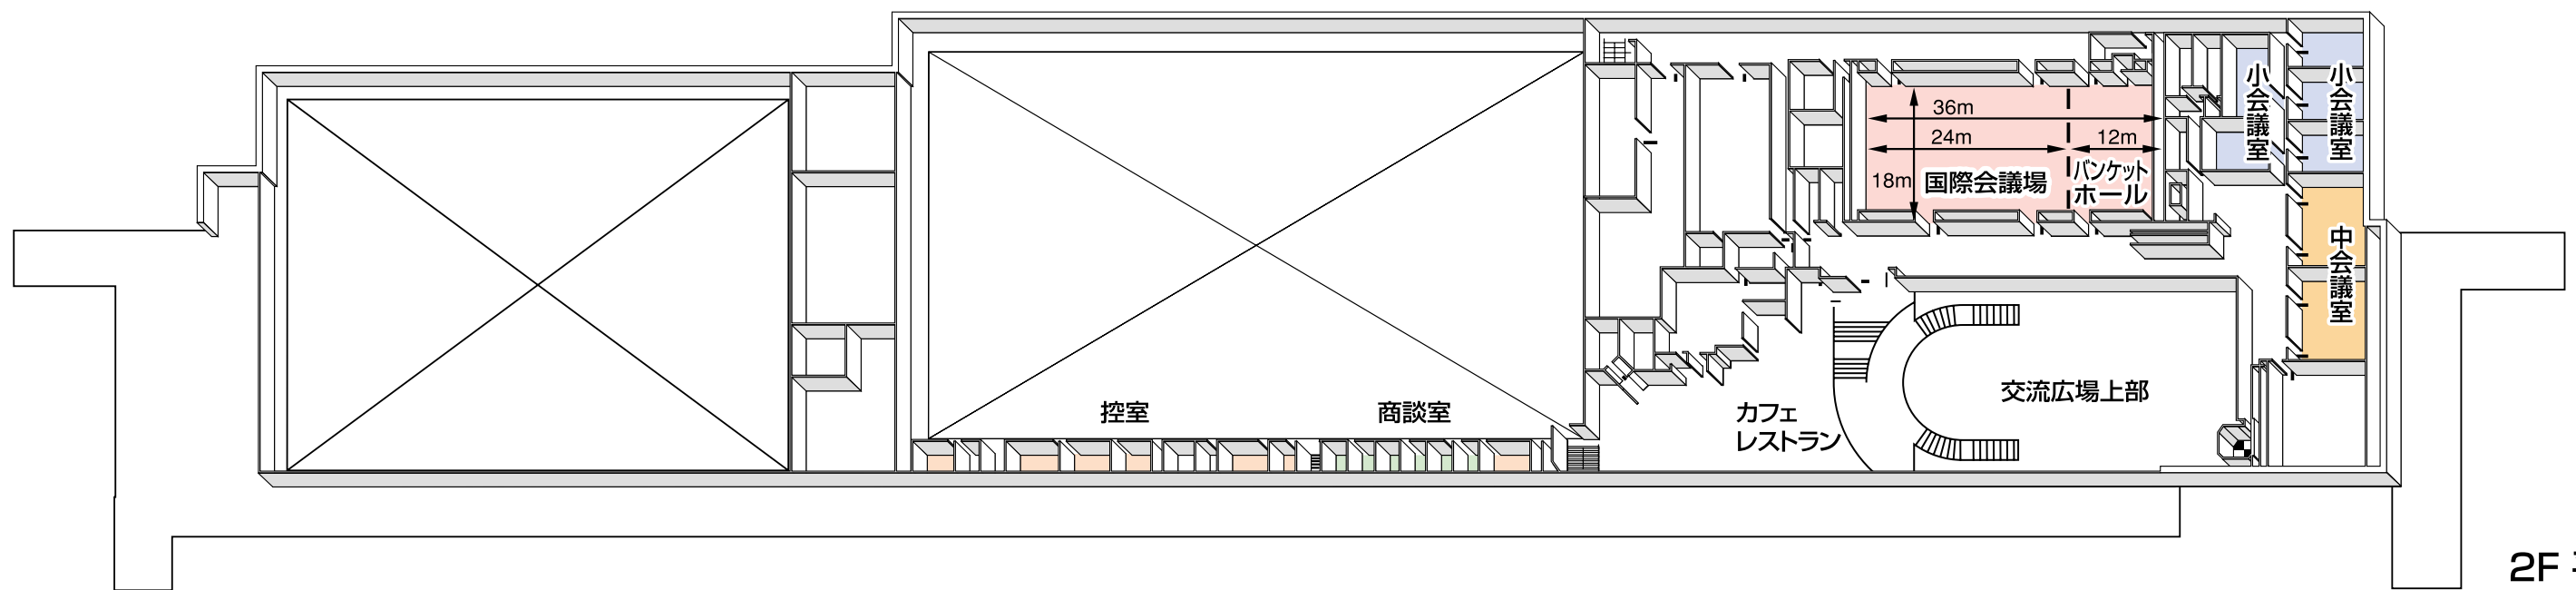 36m
24m
12m
18m
国際会議場
バンケット
ホール
小会議室
小会議室
中会議室
控室
商談室
カフェ
レストラン
交流広場上部
2F